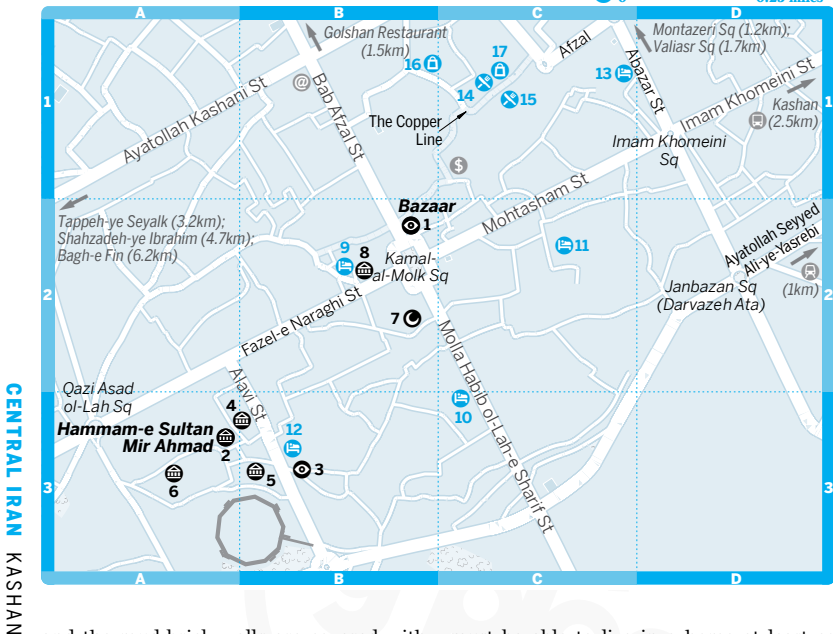 A
B
C
D
Golshan Restaurant
(1.5km)
Montazeri Sq (1.2km);
Valiasr Sq (1.7km)
16
17
Afzal
14
15
13
Abazar St
Imam Khomeini St
@
Bab Afzal St
Ayatollah Kashani St
1
1
The Copper
Line
Kashan
(2.5km)
Imam Khomeini
Sq
$
Mohtasham St
Bazaar
1
Tappeh-ye Seyalk (3.2km);
Shahzadeh-ye Ibrahim (4.7km);
Bagh-e Fin (6.2km)
9
8
Kamal-
al-Molk Sq
11
Ayatollah Seyyed
Ali-ye-Yasrebi
(1km)
2
2
Janbazan Sq
(Darvazeh Ata)
Fazel-e Naraghi St
7
Molla Habib ol-Lah-e Sharif St
Alavi St
Qazi Asad
ol-Lah Sq
4
Hammam-e Sultan
Mir Ahmad
2
12
10
6
5
3
3
3
A
B
C
D
CENTRAL IRAN KASHAN